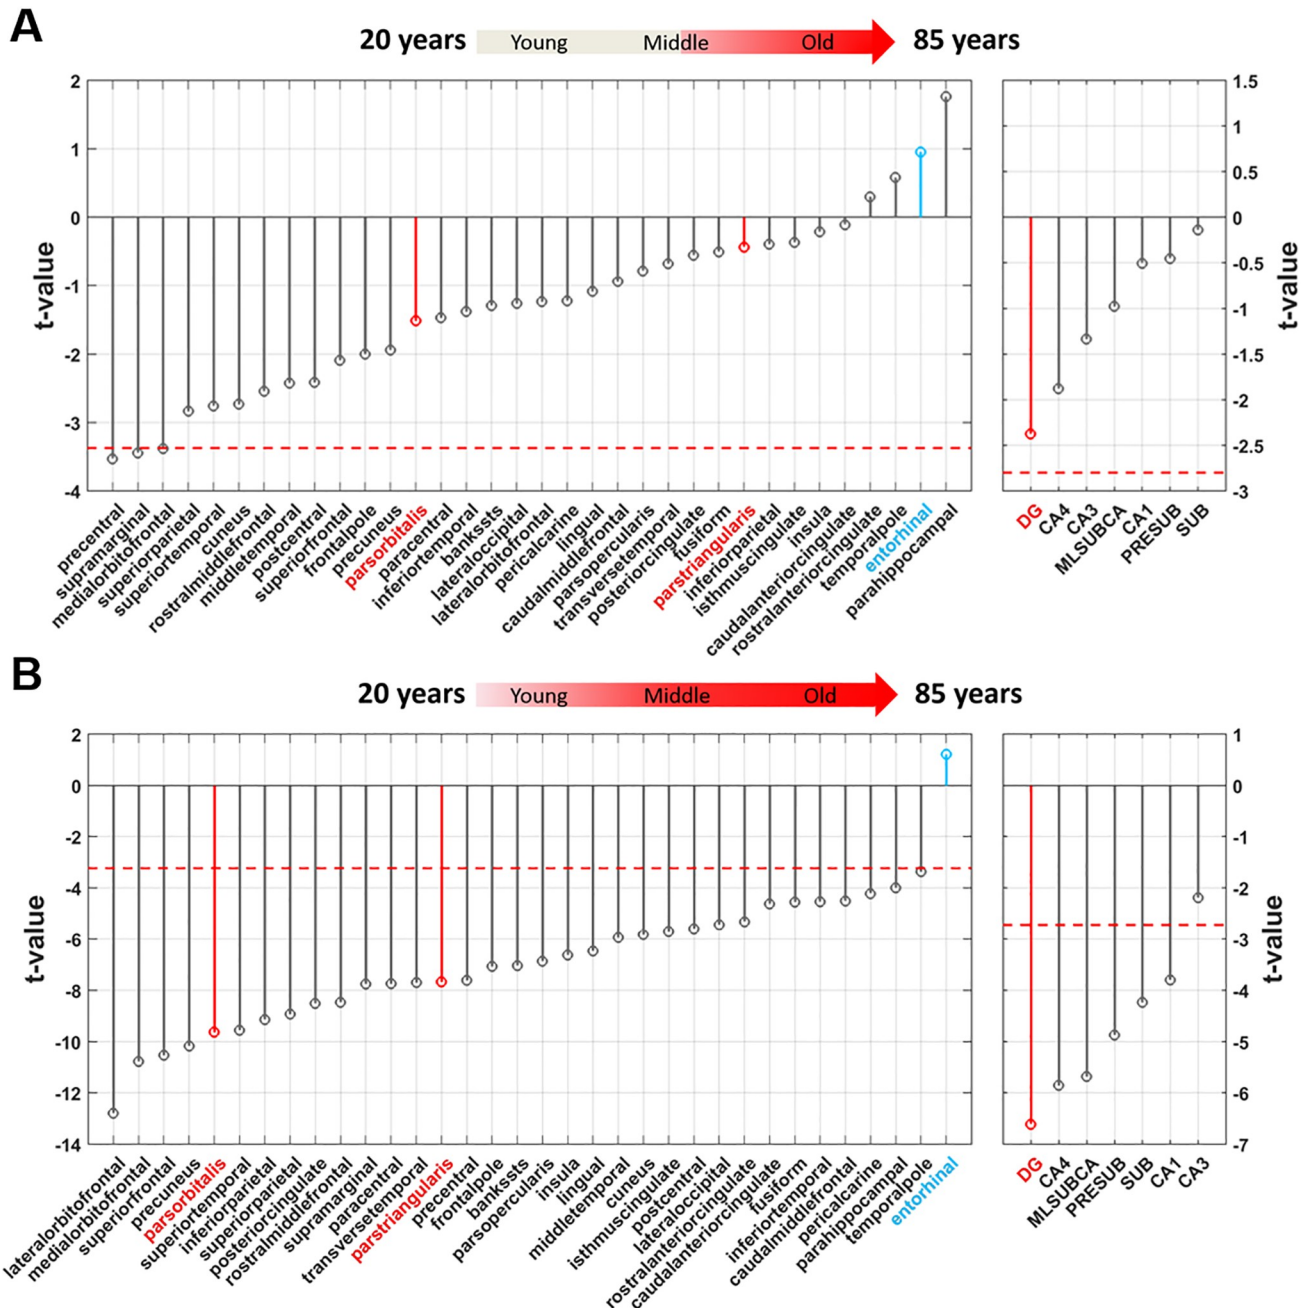 A
20 years Young Middle Old 85 years
2
1
0
-1
-2
-3
-4
t-value
1.5
1
0.5
0
-0.5
-1
-1.5
-2
-2.5
-3
t-value
precentral
supramarginal
medialorbitofrontal
superiorparietal
superiortemporal
cuneus
rostralmiddlefrontal
middletemporal
postcentral
superiorfrontal
frontalpole
precuneus
parsorbitalis
paracentral
inferiortemporal
bankssts
lateraloccipital
lateralorbitofrontal
pericalcarine
lingual
caudalmiddlefrontal
parsopercularis
transversetemporal
posteriorcingulate
fusiform
parstriangularis
inferiorparietal
isthmuscingulate
insula
caudalanteriorcingulate
rostralanteriorcingulate
temporalpole
entorhinal
parahippocampal
DG
CA4
CA3
MLSUBCA
CA1
PRESUB
SUB
B
20 years Young Middle Old 85 years
2
0
-2
-4
-6
-8
-10
-12
-14
t-value
1
0
-1
-2
-3
-4
-5
-6
-7
t-value
lateralorbitofrontal
medialorbitofrontal
superiorfrontal
precuneus
parsorbitalis
superiortemporal
inferiorparietal
superiorparietal
posteriorcingulate
rostralmiddlefrontal
supramarginal
paracentral
transversetemporal
parstriangularis
precentral
frontalpole
bankssts
parsopercularis
insula
lingual
middletemporal
cuneus
isthmuscingulate
postcentral
lateraloccipital
rostralanteriorcingulate
caudalanteriorcingulate
fusiform
inferiortemporal
caudalmiddlefrontal
pericalcarine
parahippocampal
temporalpole
entorhinal
DG
CA4
MLSUBCA
PRESUB
SUB
CA1
CA3